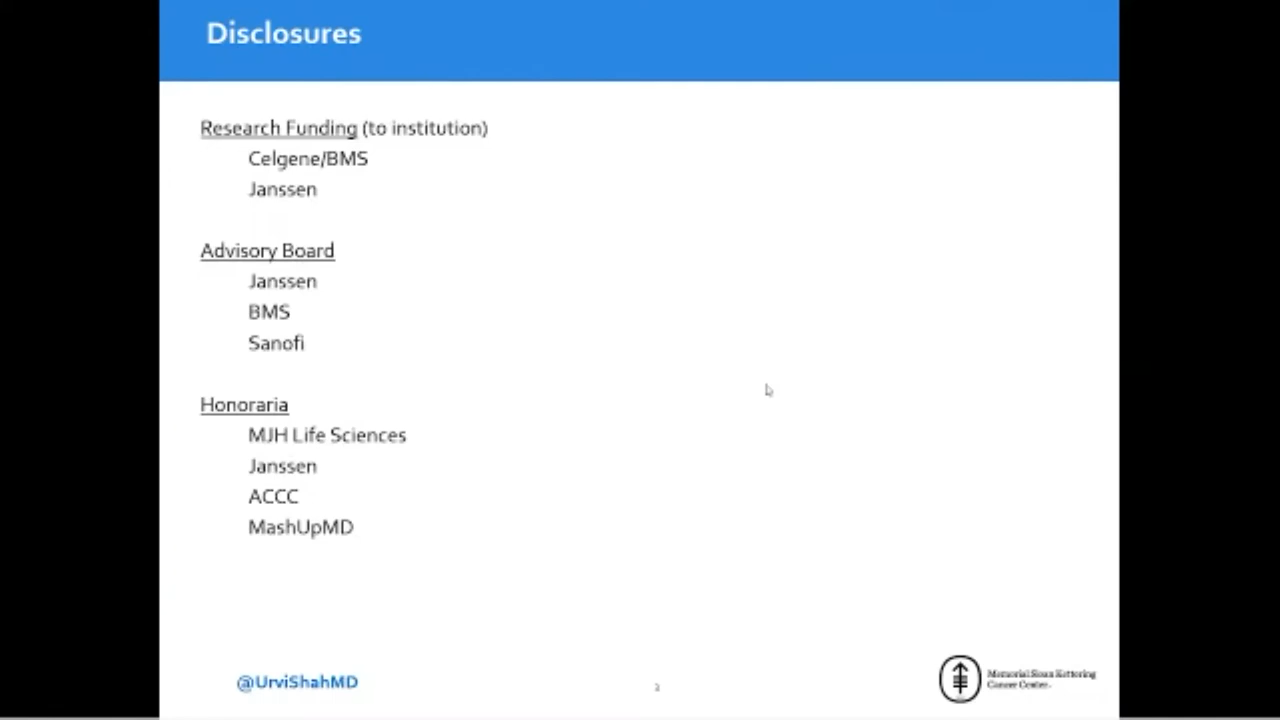 Disclosures
Research Funding (to institution)
Celgene/BMS
Janssen
Advisory Board
Janssen
BMS
Sanofi
Honoraria
MJH Life Sciences
Janssen
ACCC
MashUpMD
@UrviShahMD
Memorial Sloan Kettering
Cancer Center